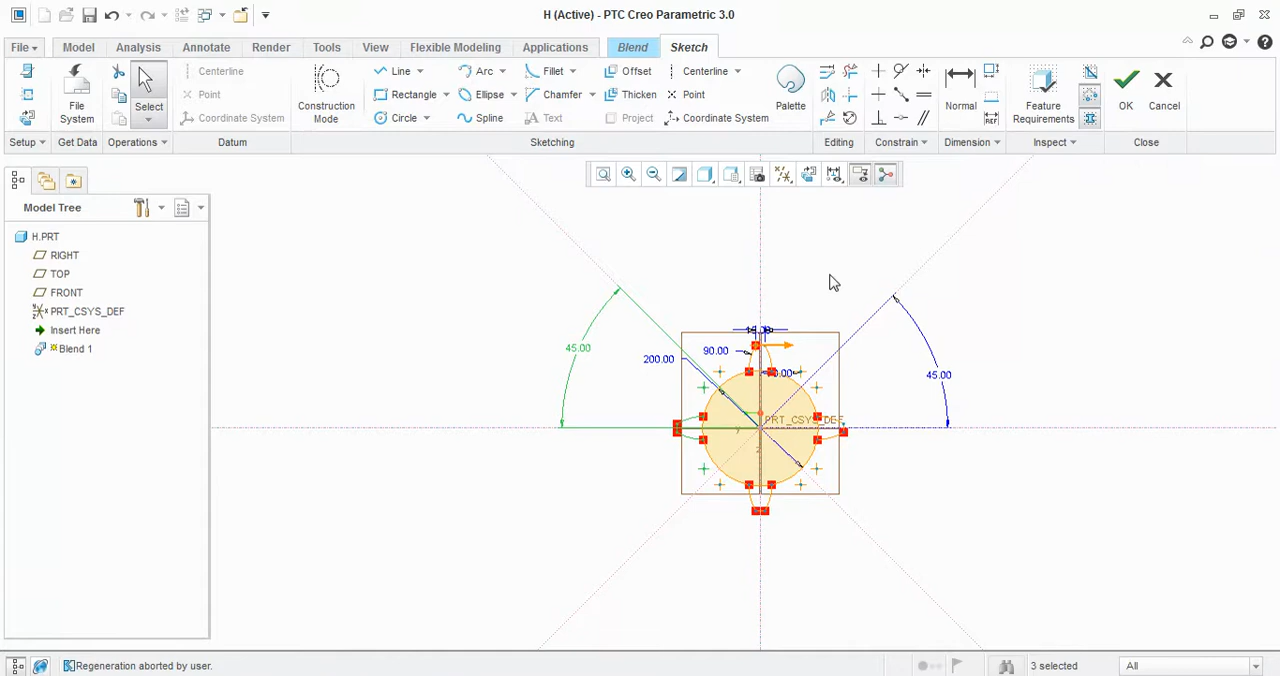 H (Active) - PTC Creo Parametric 3.0
File Model Analysis Annotate Render Tools View Flexible Modeling Applications Blend Sketch
File System
Select
Centerline
Point
Coordinate System
Construction Mode
Line Arc Fillet Offset Centerline
Rectangle Ellipse Chamfer Thicken Point
Circle Spline Text Project Coordinate System
Palette
Normal
Feature Requirements
OK
Cancel
Setup Get Data Operations Datum Sketching Editing Constrain Dimension Inspect Close
Model Tree
H.PRT
RIGHT
TOP
FRONT
PRT_CSYS_DEF
Insert Here
Blend 1
45.00
200.00
90.00
45.00
PRT_CSYS_DEF
Y
Z
Regeneration aborted by user.
3 selected
All